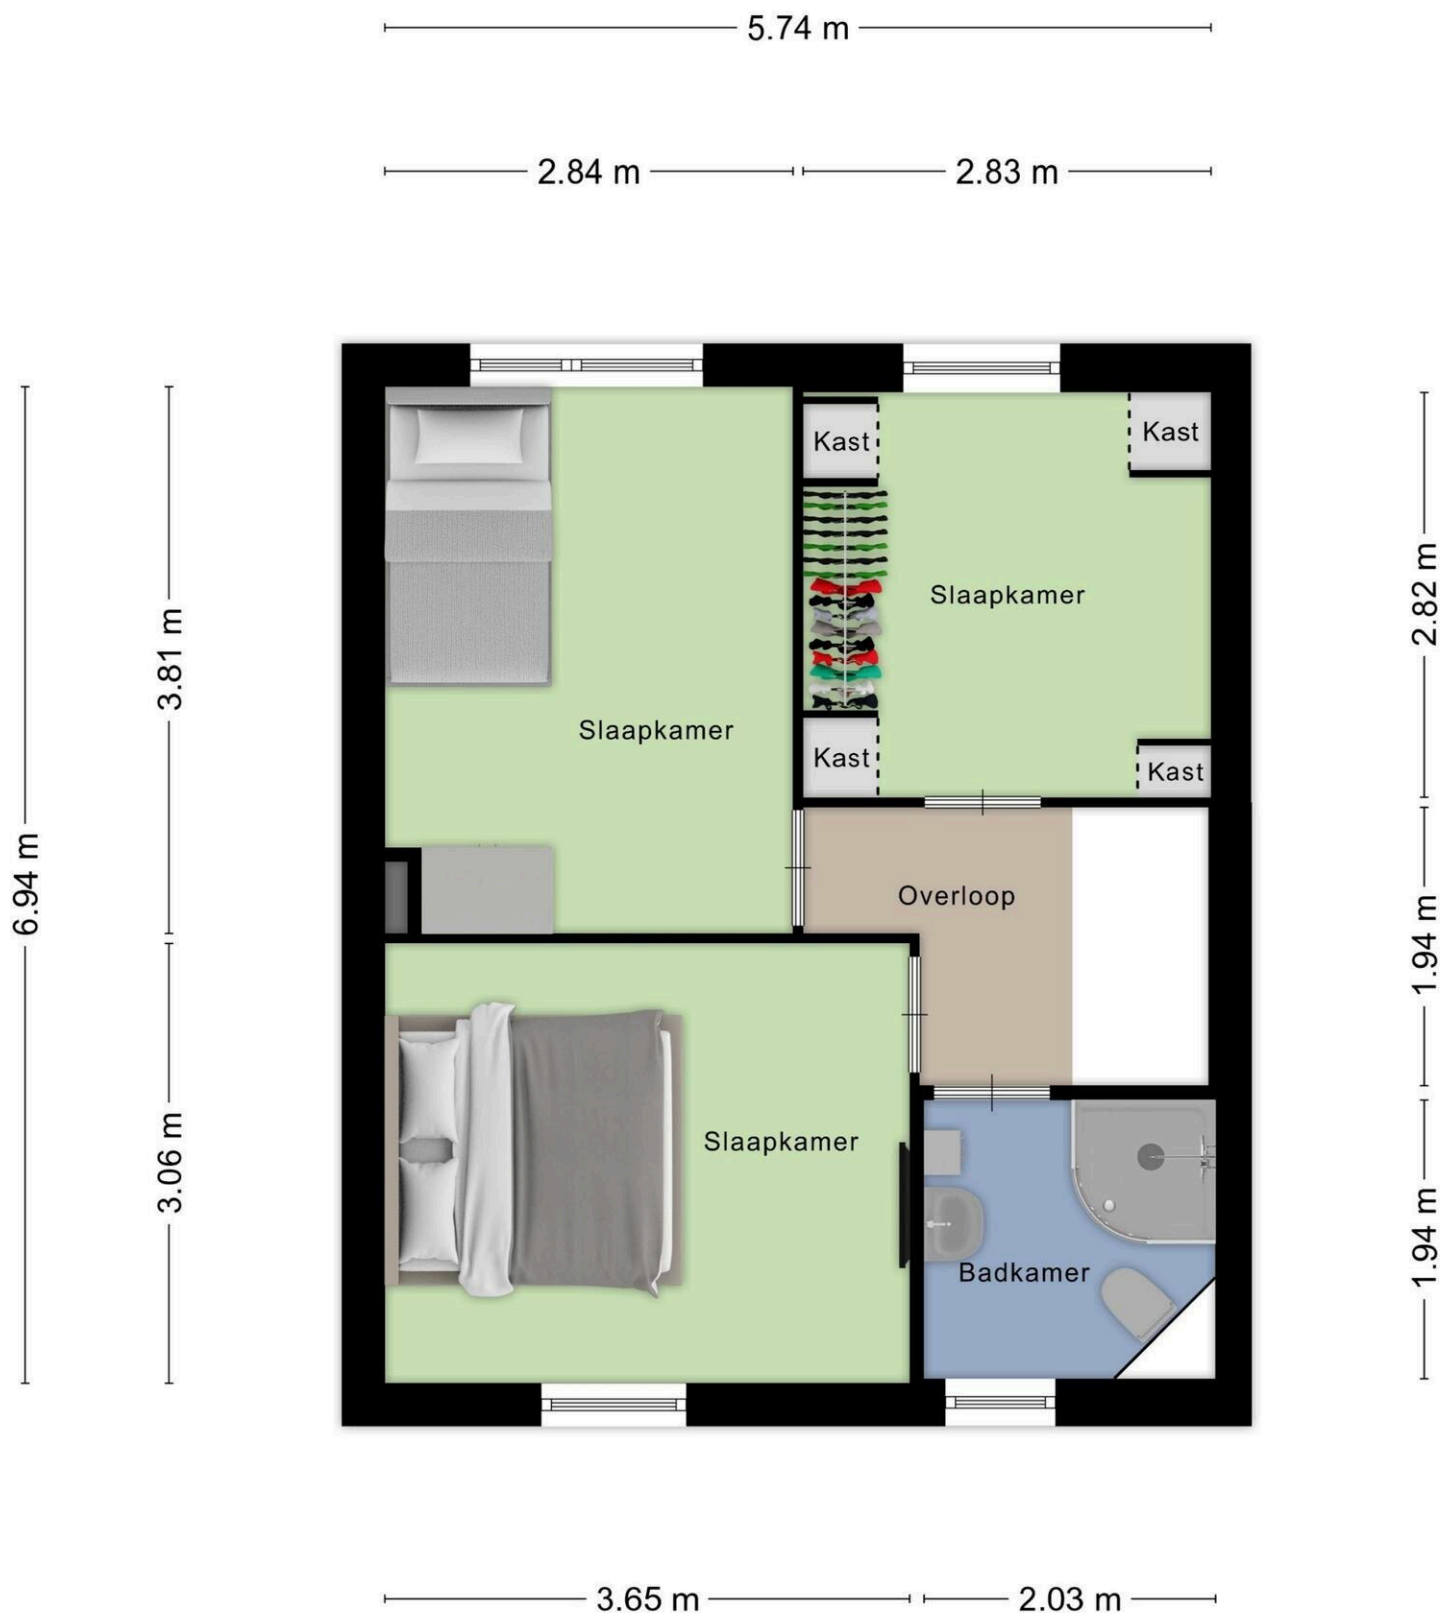 5.74 m
2.84 m
2.83 m
Kast
Kast
Slaapkamer
2.82 m
3.81 m
Slaapkamer
Kast
Kast
6.94 m
Overloop
1.94 m
Slaapkamer
3.06 m
1.94 m
Badkamer
3.65 m
2.03 m